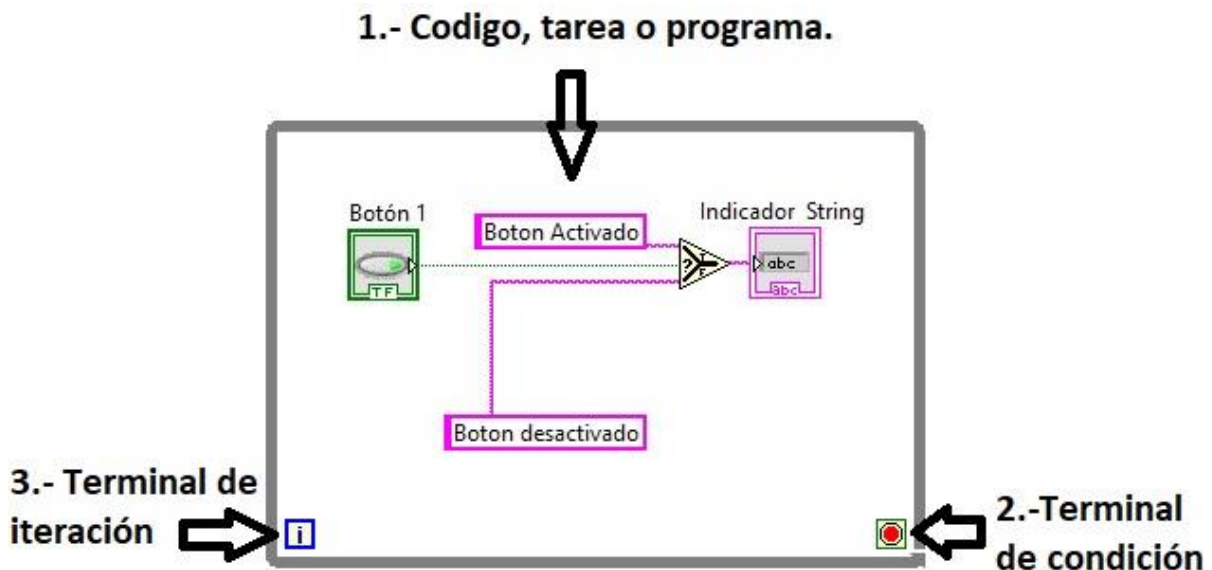 1.- Codigo, tarea o programa.
Botón 1
Indicador String
Boton Activado
?
T
F
abc
TF
abc
Boton desactivado
3.- Terminal de
iteración
i
2.-Terminal
de condición